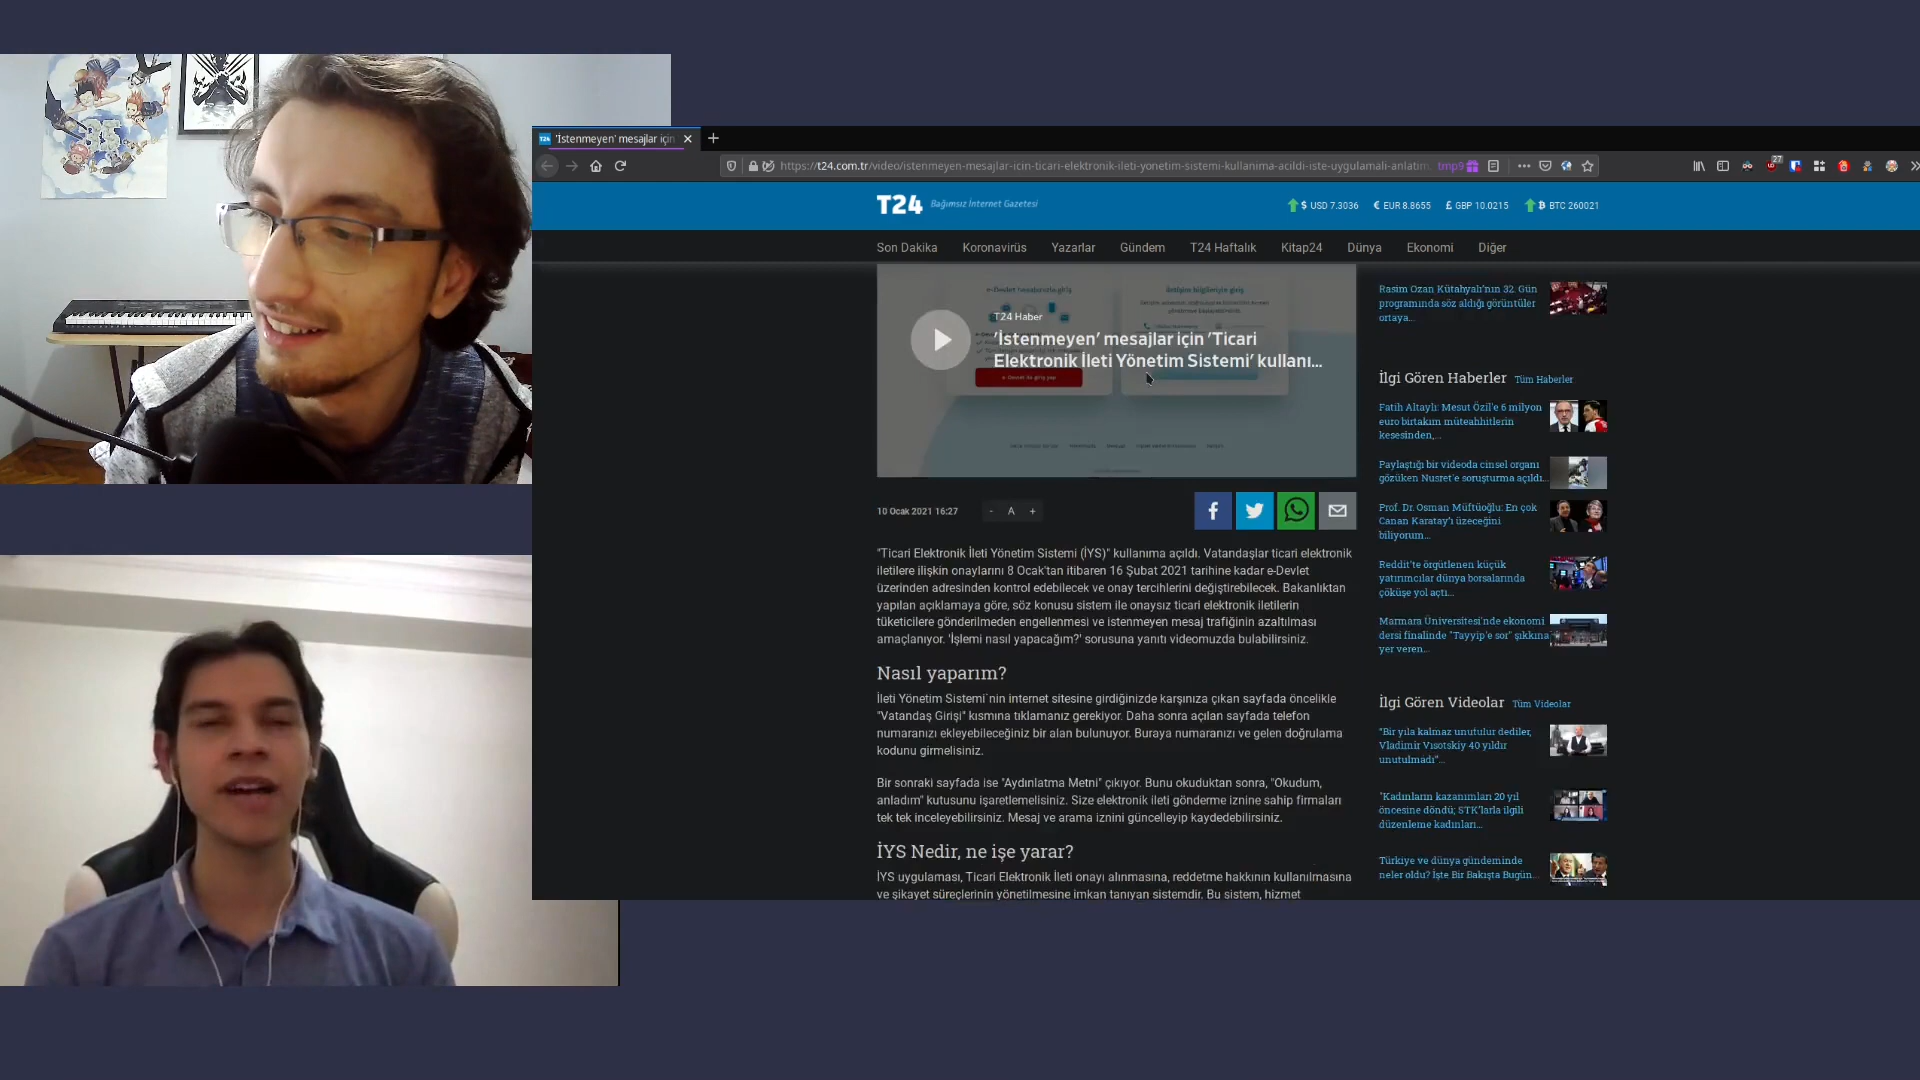 'İstenmeyen' mesajlar için
https://t24.com.tr/video/istenmeyen-mesajlar-icin-ticari-elektronik-ileti-yonetim-sistemi-kullanima-acildi-iste-uygulamali-anlatim
tmp9
27
T24
Bağımsız İnternet Gazetesi
$ USD 7.3036
€ EUR 8.8655
£ GBP 10.0215
BTC 260021
Son Dakika
Koronavirüs
Yazarlar
Gündem
T24 Haftalık
Kitap24
Dünya
Ekonomi
Diğer
T24 Haber
'İstenmeyen' mesajlar için 'Ticari
Elektronik İleti Yönetim Sistemi' kullanı...
10 Ocak 2021 16:27
- A +
"Ticari Elektronik İleti Yönetim Sistemi (İYS)" kullanıma açıldı. Vatandaşlar ticari elektronik
iletilere ilişkin onaylarını 8 Ocak'tan itibaren 16 Şubat 2021 tarihine kadar e-Devlet
üzerinden adresinden kontrol edebilecek ve onay tercihlerini değiştirebilecek. Bakanlıktan
yapılan açıklamaya göre, söz konusu sistem ile onaysız ticari elektronik iletilerin
tüketicilere gönderilmeden engellenmesi ve istenmeyen mesaj trafiğinin azaltılması
amaçlanıyor. 'İşlemi nasıl yapacağım?' sorusuna yanıtı videomuzda bulabilirsiniz.
Nasıl yaparım?
İleti Yönetim Sistemi'nin internet sitesine girdiğinizde karşınıza çıkan sayfada öncelikle
"Vatandaş Girişi" kısmına tıklamanız gerekiyor. Daha sonra açılan sayfada telefon
numaranızı ekleyebileceğiniz bir alan bulunuyor. Buraya numaranızı ve gelen doğrulama
kodunu girmelisiniz.
Bir sonraki sayfada ise "Aydınlatma Metni" çıkıyor. Bunu okuduktan sonra, "Okudum,
anladım" kutusunu işaretlemelisiniz. Size elektronik ileti gönderme iznine sahip firmaları
tek tek inceleyebilirsiniz. Mesaj ve arama iznini güncelleyip kaydedebilirsiniz.
İYS Nedir, ne işe yarar?
İYS uygulaması, Ticari Elektronik İleti onayı alınmasına, reddetme hakkının kullanılmasına
ve şikayet süreçlerinin yönetilmesine imkan tanıyan sistemdir. Bu sistem, hizmet
Rasim Ozan Kütahyalı'nın 32. Gün
programında söz aldığı görüntüler
ortaya...
İlgi Gören Haberler Tüm Haberler
Fatih Altaylı: Mesut Özil'e 6 milyon
euro birtakım müteahhitlerin
kesesinden,...
Paylaştığı bir videoda cinsel organı
gözüken Nusret'e soruşturma açıldı...
Prof. Dr. Osman Müftüoğlu: En çok
Canan Karatay'ı üzeceğini
biliyorum...
Reddit'te örgütlenen küçük
yatırımcılar dünya borsalarında
çöküşe yol açtı...
Marmara Üniversitesi'nde ekonomi
dersi finalinde "Tayyip'e sor" şıkkına
yer veren...
İlgi Gören Videolar Tüm Videolar
"Bir yıla kalmaz unutulur dediler,
Vladimir Visotskiy 40 yıldır
unutulmadı"...
"Kadınların kazanımları 20 yıl
öncesine döndü; STK'larla ilgili
düzenleme kadınları...
Türkiye ve dünya gündeminde
neler oldu? İşte Bir Bakışta Bugün...